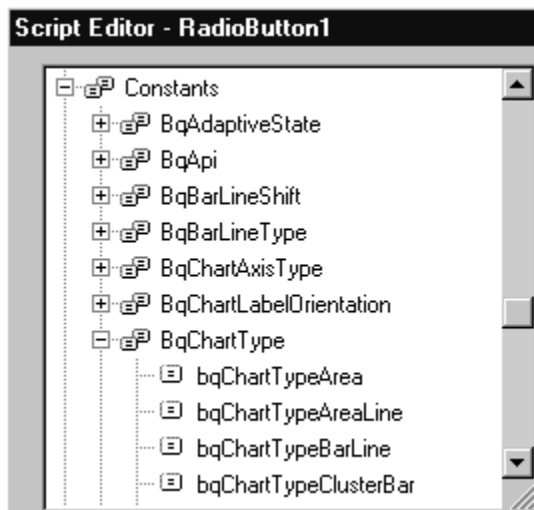 Script Editor - RadioButton1
Constants
BqAdaptiveState
BqApi
BqBarLineShift
BqBarLineType
BqChartAxisType
BqChartLabelOrientation
BqChartType
bqChartTypeArea
bqChartTypeAreaLine
bqChartTypeBarLine
bqChartTypeClusterBar